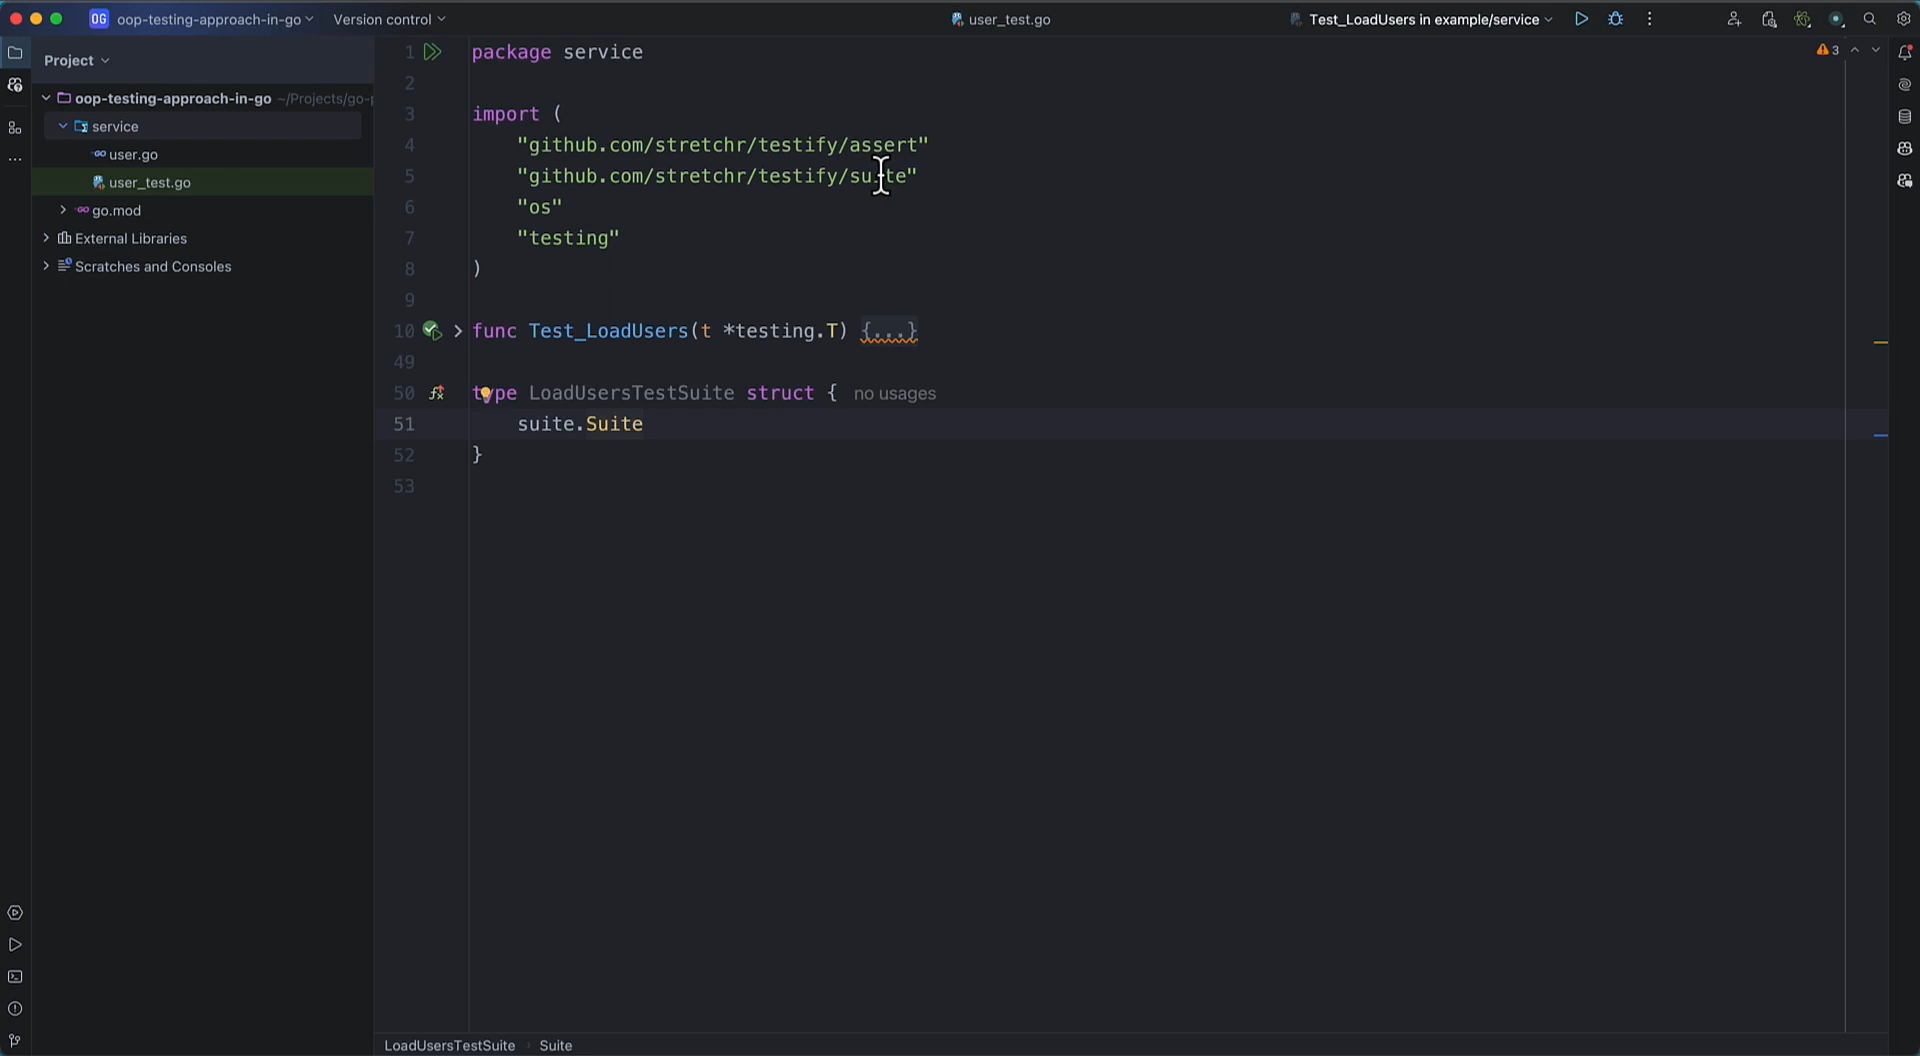 OG oop-testing-approach-in-go Version control user_test.go Test_LoadUsers in example/service
Project
oop-testing-approach-in-go ~/Projects/go-
service
user.go
user_test.go
go.mod
External Libraries
Scratches and Consoles
3
1 package service
2
3 import (
4 "github.com/stretchr/testify/assert"
5 "github.com/stretchr/testify/suite"
6 "os"
7 "testing"
8 )
9
10 func Test_LoadUsers(t *testing.T) {...}
49
50 type LoadUsersTestSuite struct { no usages
51 suite.Suite
52 }
53
LoadUsersTestSuite Suite